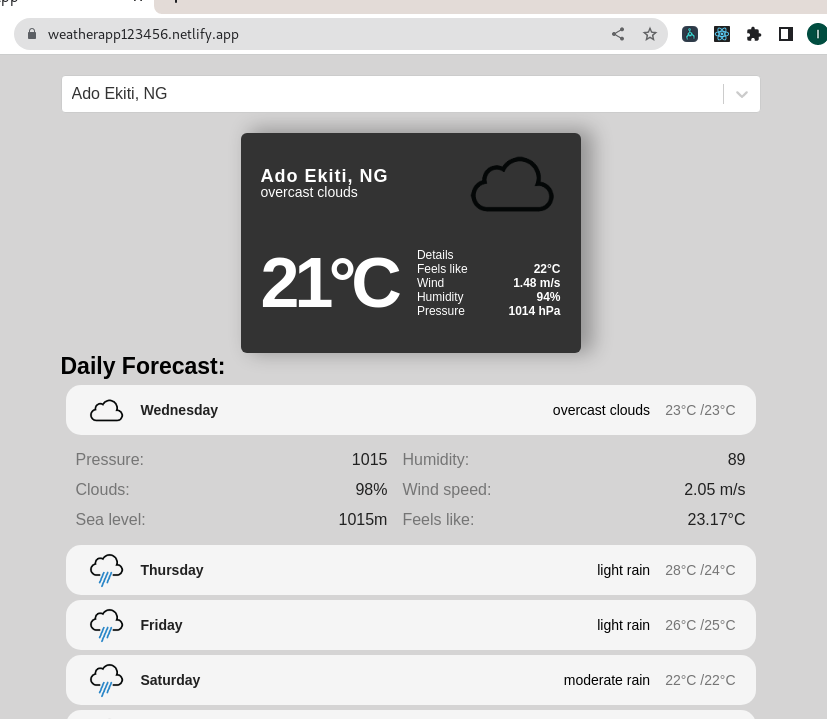 weatherapp123456.netlify.app
I
Ado Ekiti, NG
Ado Ekiti, NG
overcast clouds
21°C
Details
Feels like 22°C
Wind 1.48 m/s
Humidity 94%
Pressure 1014 hPa
Daily Forecast:
Wednesday overcast clouds 23°C /23°C
Pressure: 1015 Humidity: 89
Clouds: 98% Wind speed: 2.05 m/s
Sea level: 1015m Feels like: 23.17°C
Thursday light rain 28°C /24°C
Friday light rain 26°C /25°C
Saturday moderate rain 22°C /22°C